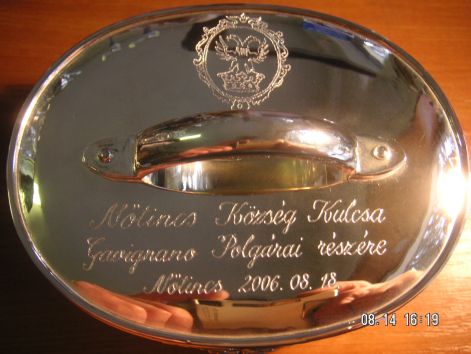 Nőtincs Község Kulcsa
Gavignano Polgárai részére
Nőtincs 2006. 08. 18.
08-14 16:19